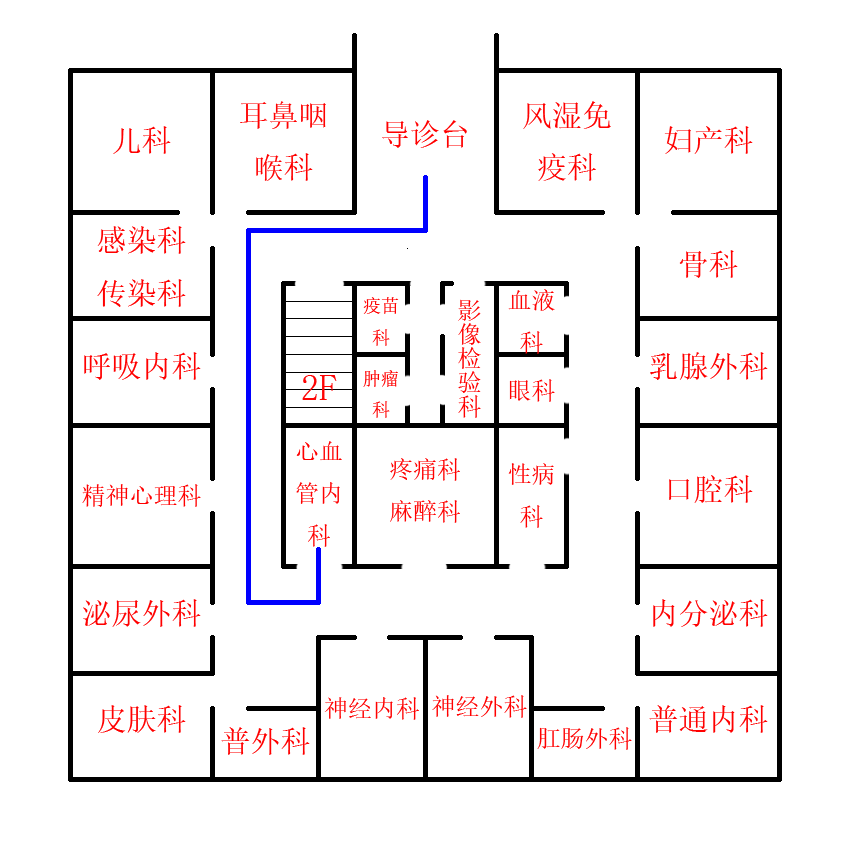 儿科
耳鼻咽
喉科
导诊台
风湿免
疫科
妇产科
感染科
传染科
骨科
疫苗
科
影
像
检
验
科
血液
科
呼吸内科
2F
肿瘤
科
眼科
乳腺外科
精神心理科
心血
管内
科
疼痛科
麻醉科
性病
科
口腔科
泌尿外科
内分泌科
皮肤科
普外科
神经内科
神经外科
肛肠外科
普通内科